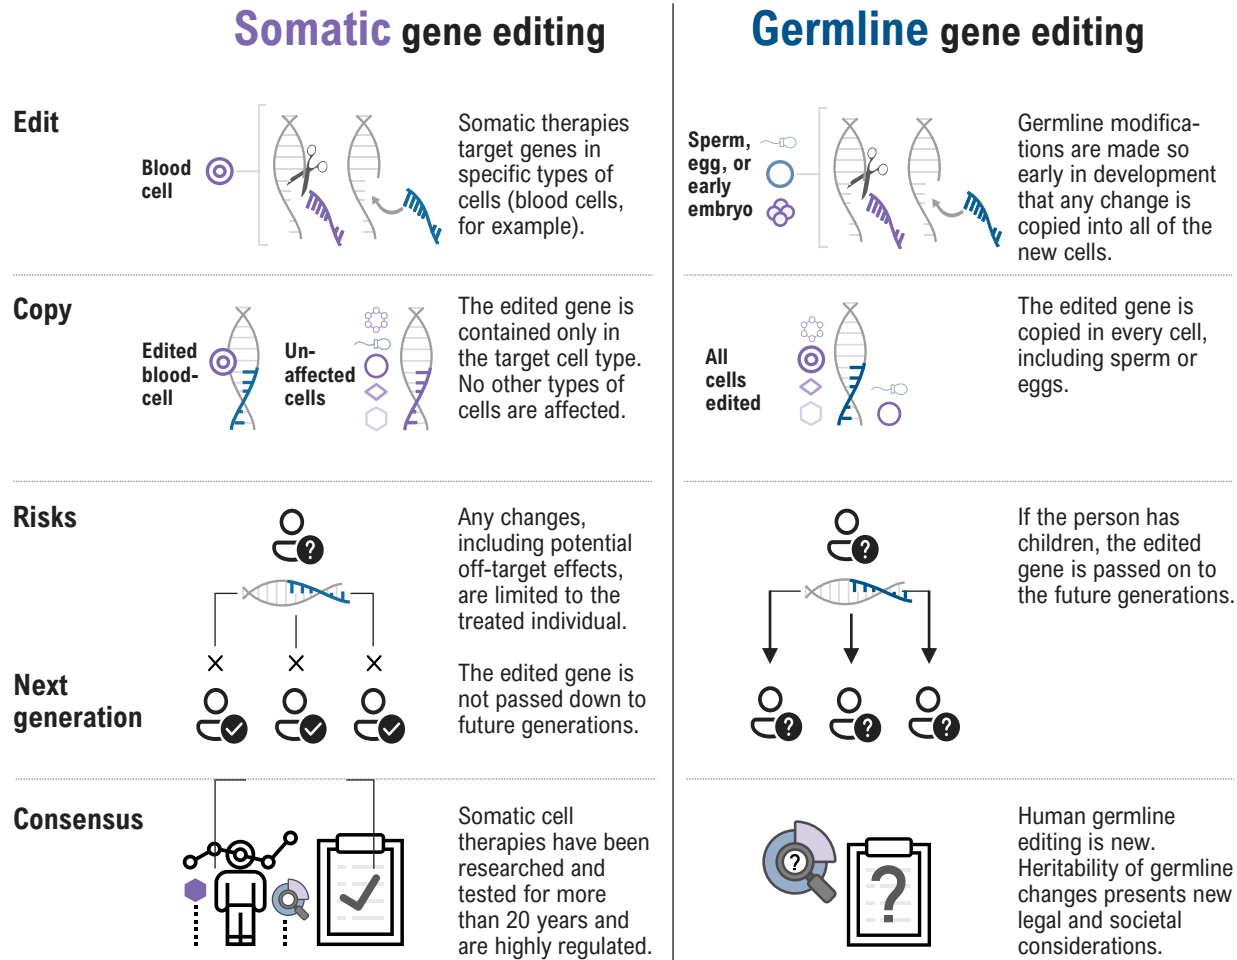 Somatic gene editing
Germline gene editing
Edit
Blood
cell
Somatic therapies
target genes in
specific types of
cells (blood cells,
for example).
Sperm,
egg, or
early
embryo
Germline modifica-
tions are made so
early in development
that any change is
copied into all of the
new cells.
Copy
Edited
blood-
cell
Un-
affected
cells
The edited gene is
contained only in
the target cell type.
No other types of
cells are affected.
All
cells
edited
The edited gene is
copied in every cell,
including sperm or
eggs.
Risks
?
Any changes,
including potential
off-target effects,
are limited to the
treated individual.
?
If the person has
children, the edited
gene is passed on to
the future generations.
Next
generation
The edited gene is
not passed down to
future generations.
? ? ?
Consensus
Somatic cell
therapies have been
researched and
tested for more
than 20 years and
are highly regulated.
? ?
Human germline
editing is new.
Heritability of germline
changes presents new
legal and societal
considerations.